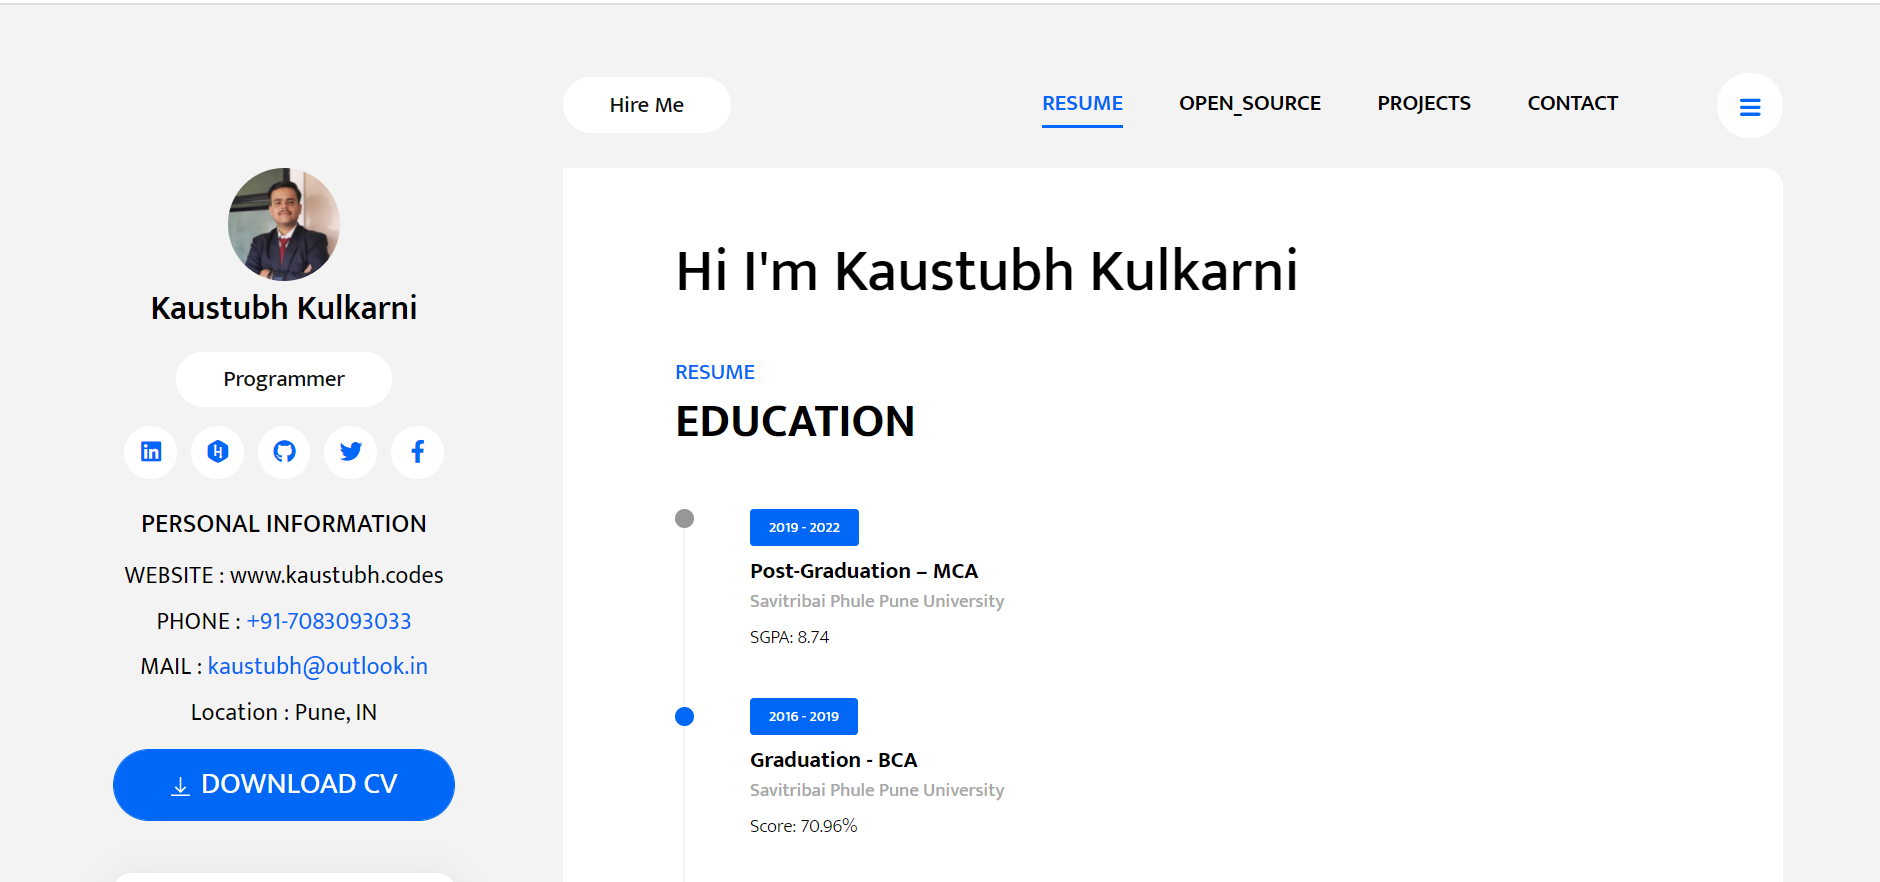 Hire Me
RESUME
OPEN_SOURCE
PROJECTS
CONTACT
Kaustubh Kulkarni
Programmer
PERSONAL INFORMATION
WEBSITE : www.kaustubh.codes
PHONE : +91-7083093033
MAIL : kaustubh@outlook.in
Location : Pune, IN
DOWNLOAD CV
Hi I'm Kaustubh Kulkarni
RESUME
EDUCATION
2019 - 2022
Post-Graduation – MCA
Savitribai Phule Pune University
SGPA: 8.74
2016 - 2019
Graduation - BCA
Savitribai Phule Pune University
Score: 70.96%